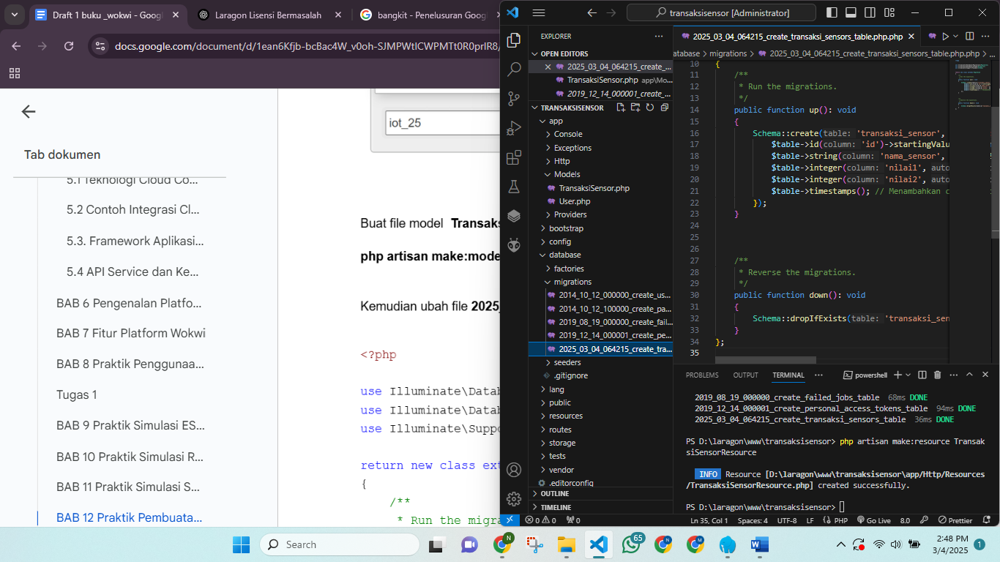 Draft 1 buku _wokwi - Googl
Laragon Lisensi Bermasalah
bangkit - Penelusuran Googl
docs.google.com/document/d/1ean6Kfjb-bcBac4W_v0oh-SJMPWtICWPMTt0R0prIR8/
Tab dokumen
5.1 Teknologi Cloud Co...
5.2 Contoh Integrasi Cl...
5.3. Framework Aplikasi...
5.4 API Service dan Ke...
BAB 6 Pengenalan Platfo...
BAB 7 Fitur Platform Wokwi
BAB 8 Praktik Penggunaa...
Tugas 1
BAB 9 Praktik Simulasi ES...
BAB 10 Praktik Simulasi R...
BAB 11 Praktik Simulasi S...
BAB 12 Praktik Pembuata...
iot_25
Buat file model Transaks
php artisan make:mode
Kemudian ubah file 2025_
<?php
use Illuminate\Datab
use Illuminate\Datab
use Illuminate\Suppo
return new class ext
{
/**
* Run the migra
transaksisensor [Administrator]
EXPLORER
OPEN EDITORS
2025_03_04_064215_create_...
TransaksiSensor.php app\Mo...
2019_12_14_000001_create_...
TRANSAKSISENSOR
app
Console
Exceptions
Http
Models
TransaksiSensor.php
User.php
Providers
bootstrap
config
database
factories
migrations
2014_10_12_000000_create_us...
2014_10_12_100000_create_pa...
2019_08_19_000000_create_fail...
2019_12_14_000001_create_pe...
2025_03_04_064215_create_tra...
seeders
.gitignore
lang
public
resources
routes
storage
tests
vendor
.editorconfig
OUTLINE
TIMELINE
2025_03_04_064215_create_transaksi_sensors_table.php.php
atabase > migrations > 2025_03_04_064215_create_transaksi_sensors_table.php.php > ...
10 {
11 /**
12 * Run the migrations.
13 */
14 public function up(): void
15 {
16 Schema::create(table: 'transaksi_sensor',
17 $table->id(column: 'id')->startingValu
18 $table->string(column: 'nama_sensor',
19 $table->integer(column: 'nilai1', auto
20 $table->integer(column: 'nilai2', auto
21 $table->timestamps(); // Menambahkan c
22 });
23 }
24
25
26
27 /**
28 * Reverse the migrations.
29 */
30 public function down(): void
31 {
32 Schema::dropIfExists(table: 'transaksi_sen
33 }
34 };
35
PROBLEMS OUTPUT TERMINAL ... powershell
2019_08_19_000000_create_failed_jobs_table 68ms DONE
2019_12_14_000001_create_personal_access_tokens_table 94ms DONE
2025_03_04_064215_create_transaksi_sensors_table 36ms DONE
PS D:\laragon\www\transaksisensor> php artisan make:resource Transak
siSensorResource
INFO Resource [D:\laragon\www\transaksisensor\app/Http/Resources
/TransaksiSensorResource.php] created successfully.
PS D:\laragon\www\transaksisensor>
0 0 0 Ln 35, Col 1 Spaces: 4 UTF-8 LF PHP Go Live 8.0 Prettier
Search
N
65
N
M
2:48 PM
3/4/2025
1